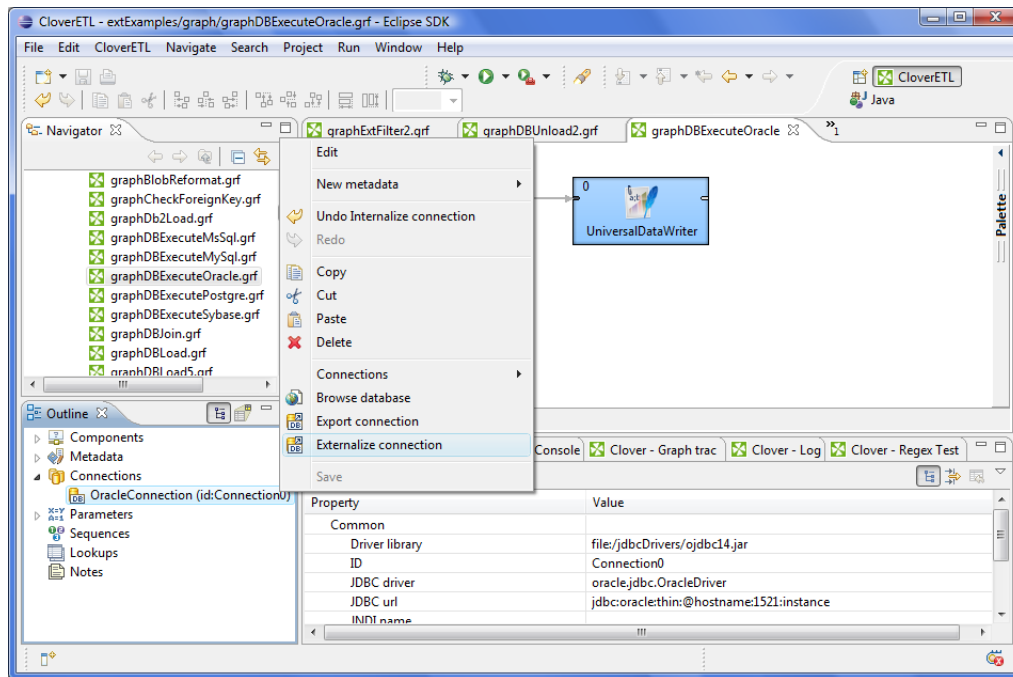 CloverETL - extExamples/graph/graphDBExecuteOracle.grf - Eclipse SDK
File Edit CloverETL Navigate Search Project Run Window Help
CloverETL
Java
Navigator
graphExtFilter2.grf graphDBUnload2.grf graphDBExecuteOracle »1
graphBlobReformat.grf
graphCheckForeignKey.grf
graphDb2Load.grf
graphDBExecuteMsSql.grf
graphDBExecuteMySql.grf
graphDBExecuteOracle.grf
graphDBExecutePostgre.grf
graphDBExecuteSybase.grf
graphDBJoin.grf
graphDBLoad.grf
graphDBLoad5.grf
Edit
New metadata
Undo Internalize connection
Redo
Copy
Cut
Paste
Delete
Connections
Browse database
Export connection
Externalize connection
Save
0
UniversalDataWriter
Palette
Outline
Components
Metadata
Connections
OracleConnection (id:Connection0)
Parameters
Sequences
Lookups
Notes
Console Clover - Graph trac Clover - Log Clover - Regex Test
Property Value
Common
Driver library file:/jdbcDrivers/ojdbc14.jar
ID Connection0
JDBC driver oracle.jdbc.OracleDriver
JDBC url jdbc:oracle:thin:@hostname:1521:instance
JNDI name